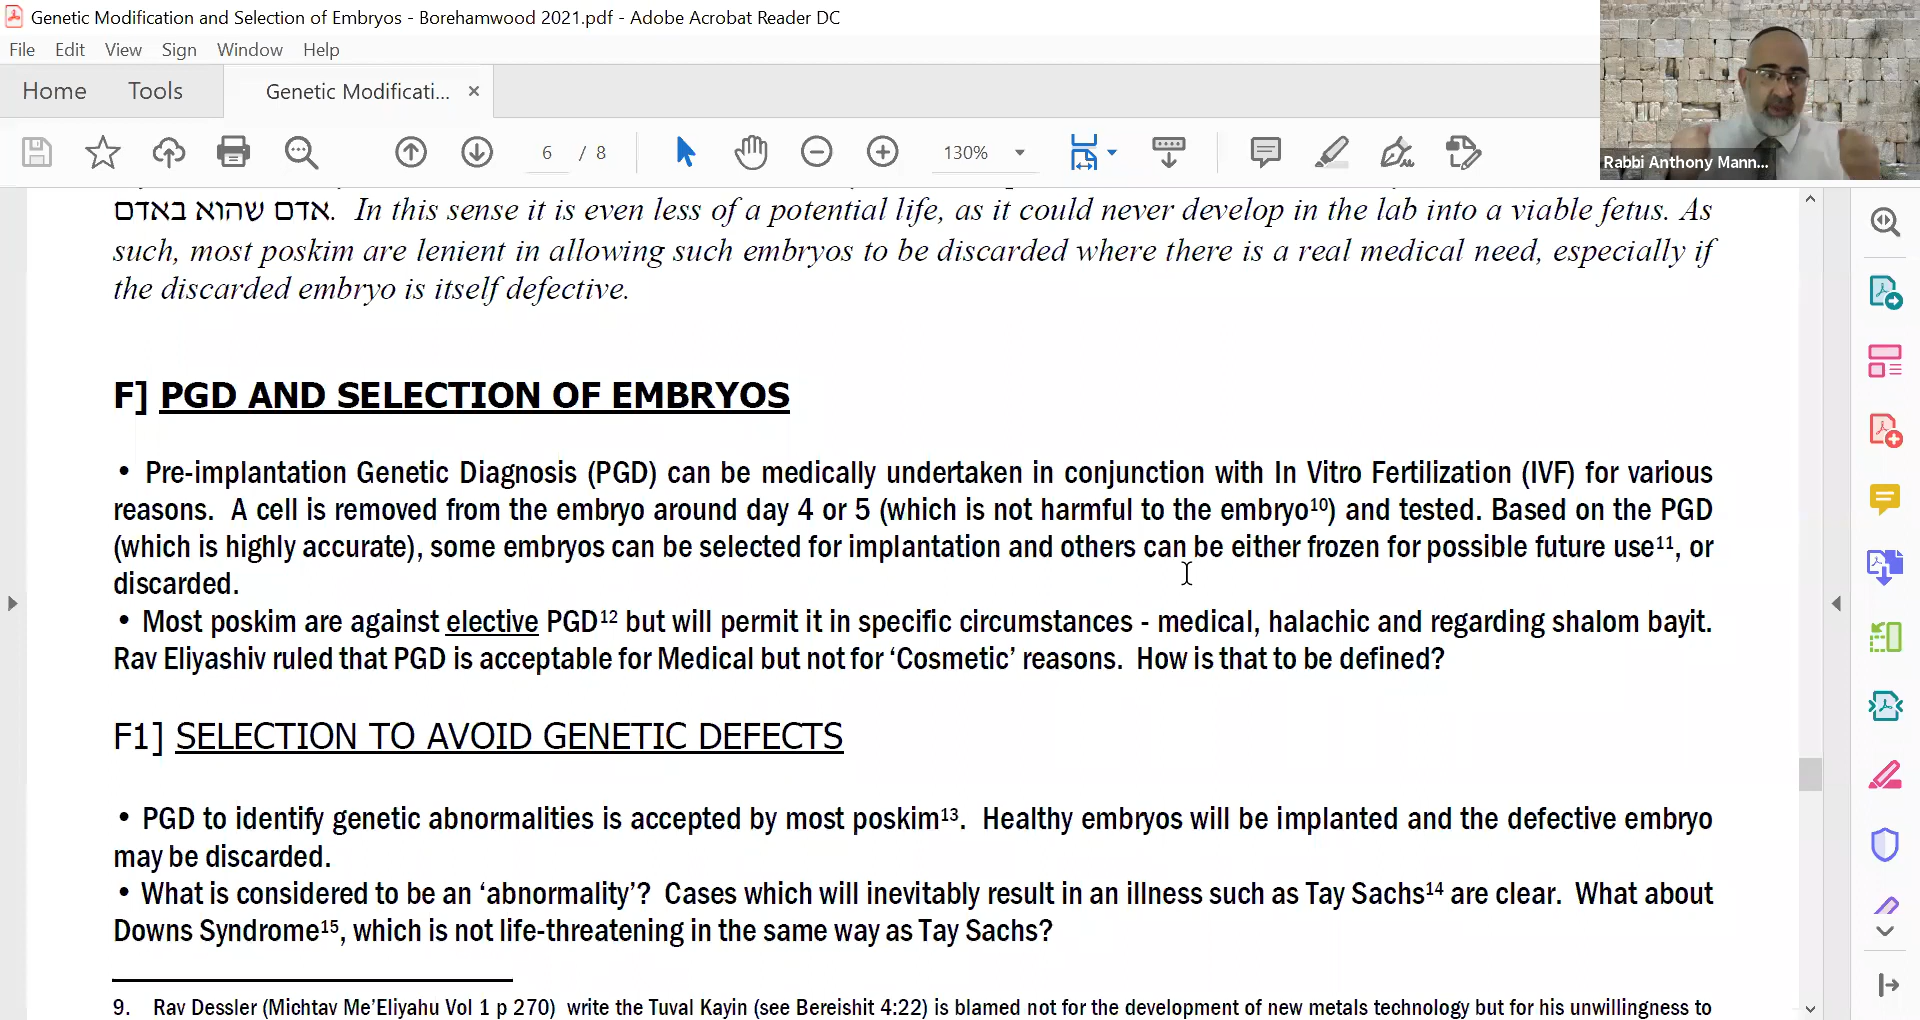 Genetic Modification and Selection of Embryos - Borehamwood 2021.pdf - Adobe Acrobat Reader DC
File Edit View Sign Window Help
Home Tools Genetic Modificati... ×
6 / 8 130%
Rabbi Anthony Mann...
אדם שהוא באדם. In this sense it is even less of a potential life, as it could never develop in the lab into a viable fetus. As
such, most poskim are lenient in allowing such embryos to be discarded where there is a real medical need, especially if
the discarded embryo is itself defective.
F] PGD AND SELECTION OF EMBRYOS
• Pre-implantation Genetic Diagnosis (PGD) can be medically undertaken in conjunction with In Vitro Fertilization (IVF) for various
reasons. A cell is removed from the embryo around day 4 or 5 (which is not harmful to the embryo¹⁰) and tested. Based on the PGD
(which is highly accurate), some embryos can be selected for implantation and others can be either frozen for possible future use¹¹, or
discarded.
• Most poskim are against elective PGD¹² but will permit it in specific circumstances - medical, halachic and regarding shalom bayit.
Rav Eliyashiv ruled that PGD is acceptable for Medical but not for ‘Cosmetic’ reasons. How is that to be defined?
F1] SELECTION TO AVOID GENETIC DEFECTS
• PGD to identify genetic abnormalities is accepted by most poskim¹³. Healthy embryos will be implanted and the defective embryo
may be discarded.
• What is considered to be an ‘abnormality’? Cases which will inevitably result in an illness such as Tay Sachs¹⁴ are clear. What about
Downs Syndrome¹⁵, which is not life-threatening in the same way as Tay Sachs?
9. Rav Dessler (Michtav Me’Eliyahu Vol 1 p 270) write the Tuval Kayin (see Bereishit 4:22) is blamed not for the development of new metals technology but for his unwillingness to